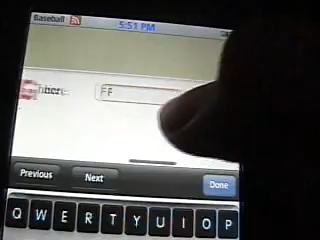 Baseball
5:51 PM
FF
Previous Next Done
Q W E R T Y U I O P